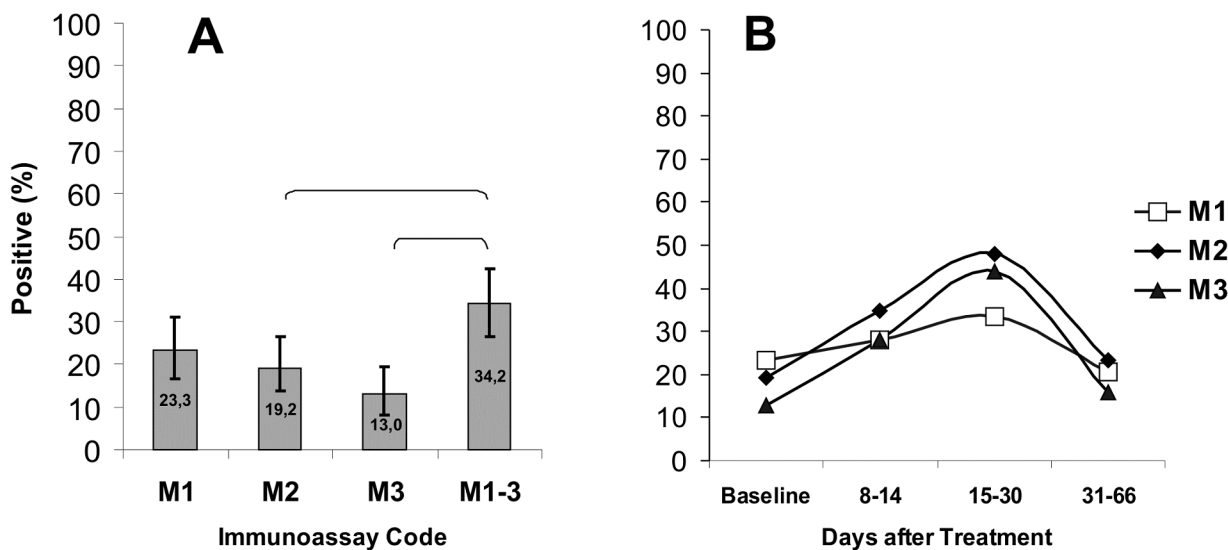 A
Positive (%)
100
90
80
70
60
50
40
30
20
10
0
23,3
19,2
13,0
34,2
M1
M2
M3
M1-3
Immunoassay Code
B
100
90
80
70
60
50
40
30
20
10
0
Baseline
8-14
15-30
31-66
Days after Treatment
M1
M2
M3